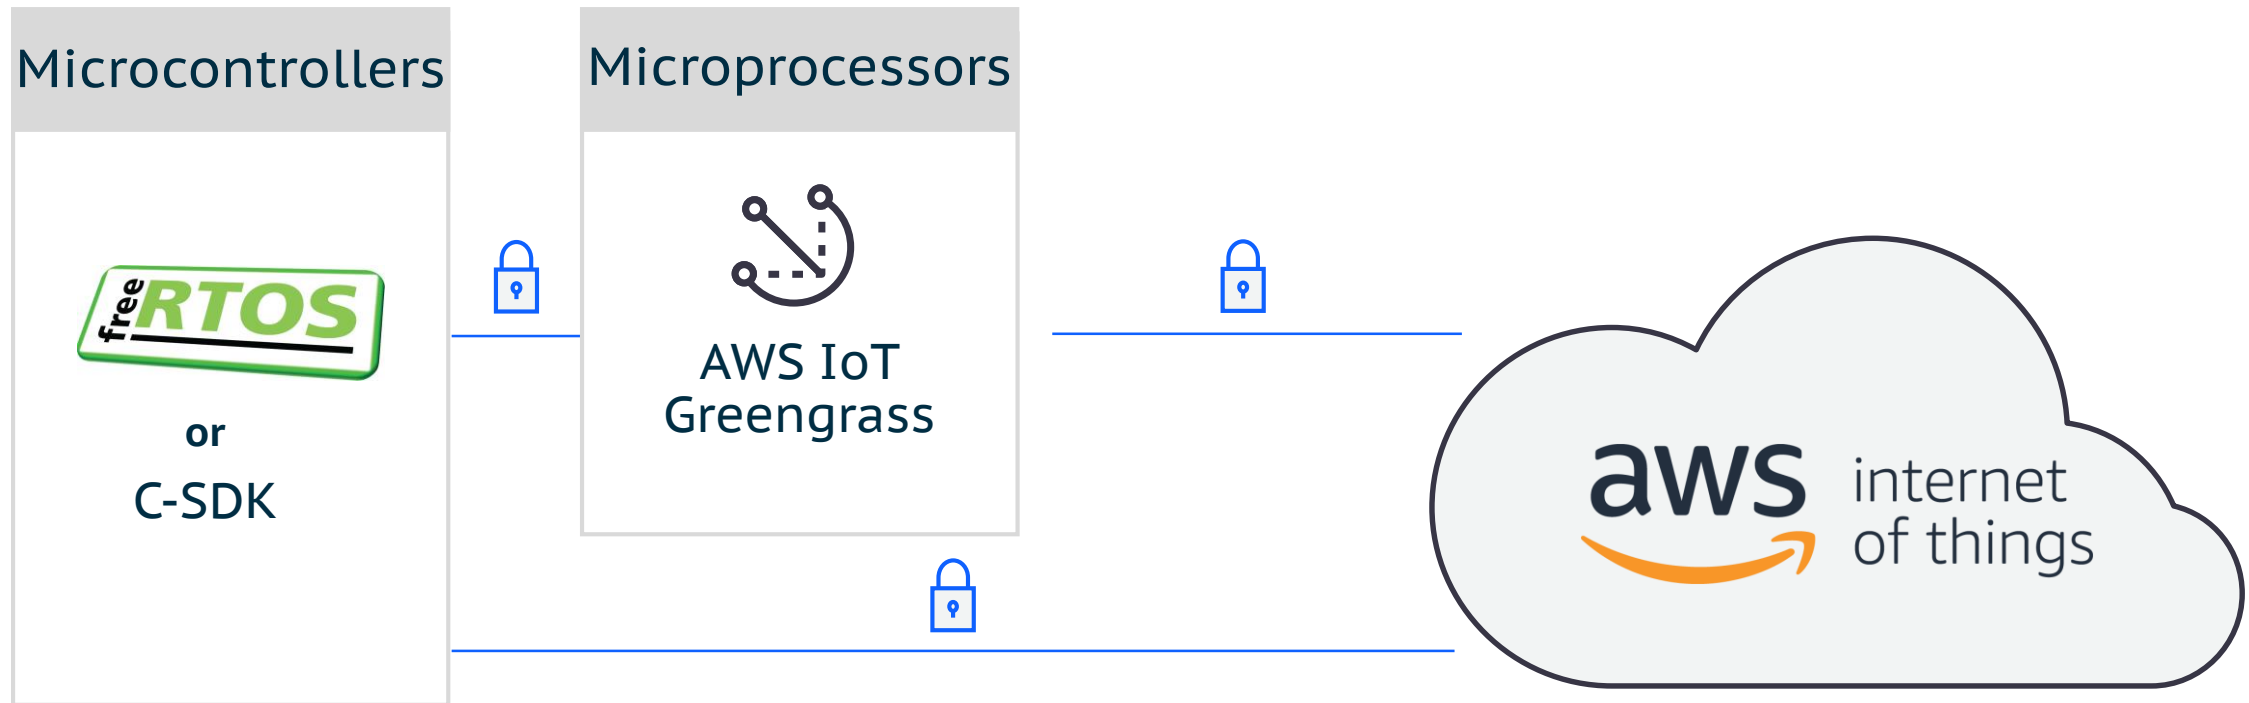 Microcontrollers
free RTOS
or
C-SDK
Microprocessors
AWS IoT
Greengrass
aws
internet
of things